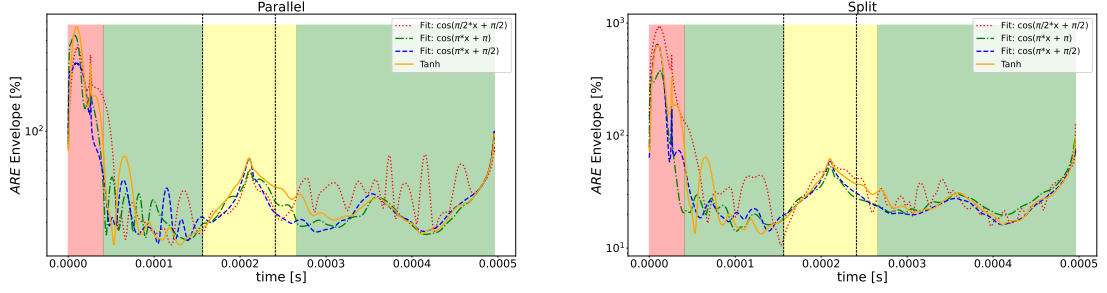 Parallel
ARE Envelope [%]
10²
Fit: cos(π/2*x + π/2)
Fit: cos(π*x + π)
Fit: cos(π*x + π/2)
Tanh
0.0000 0.0001 0.0002 0.0003 0.0004 0.0005
time [s]
Split
ARE Envelope [%]
10³
10²
10¹
Fit: cos(π/2*x + π/2)
Fit: cos(π*x + π)
Fit: cos(π*x + π/2)
Tanh
0.0000 0.0001 0.0002 0.0003 0.0004 0.0005
time [s]